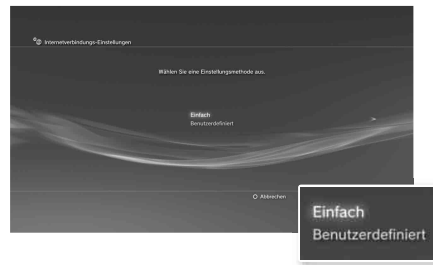 Internetverbindungs-Einstellungen
Wählen Sie eine Einstellungsmethode aus.
Einfach
Benutzerdefiniert
Abbrechen
Einfach
Benutzerdefiniert